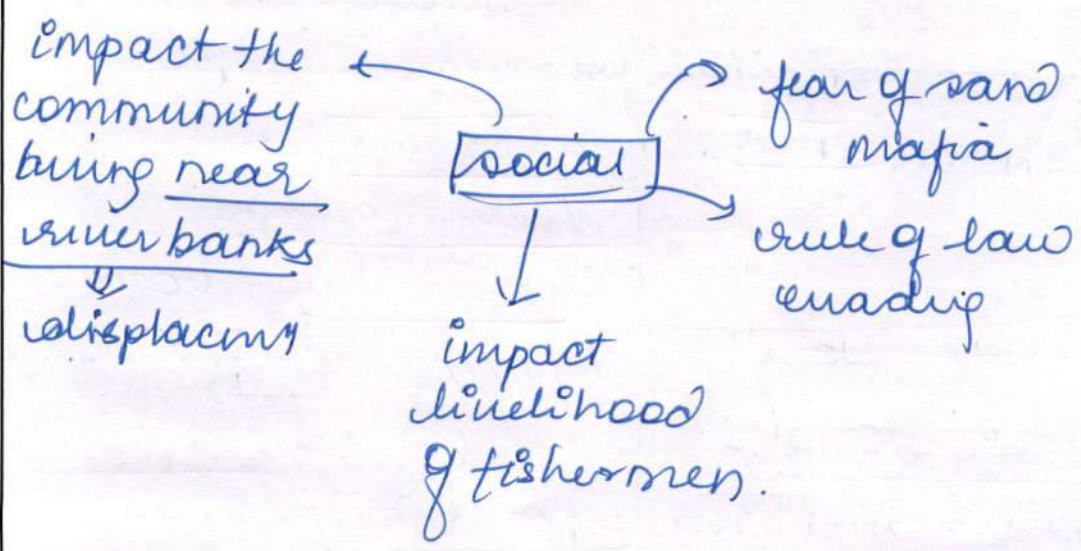 impact the
community
living near
river banks
displacing
social
impact
livelihood
of fishermen.
fear of sand
mafia
rule of law
evading